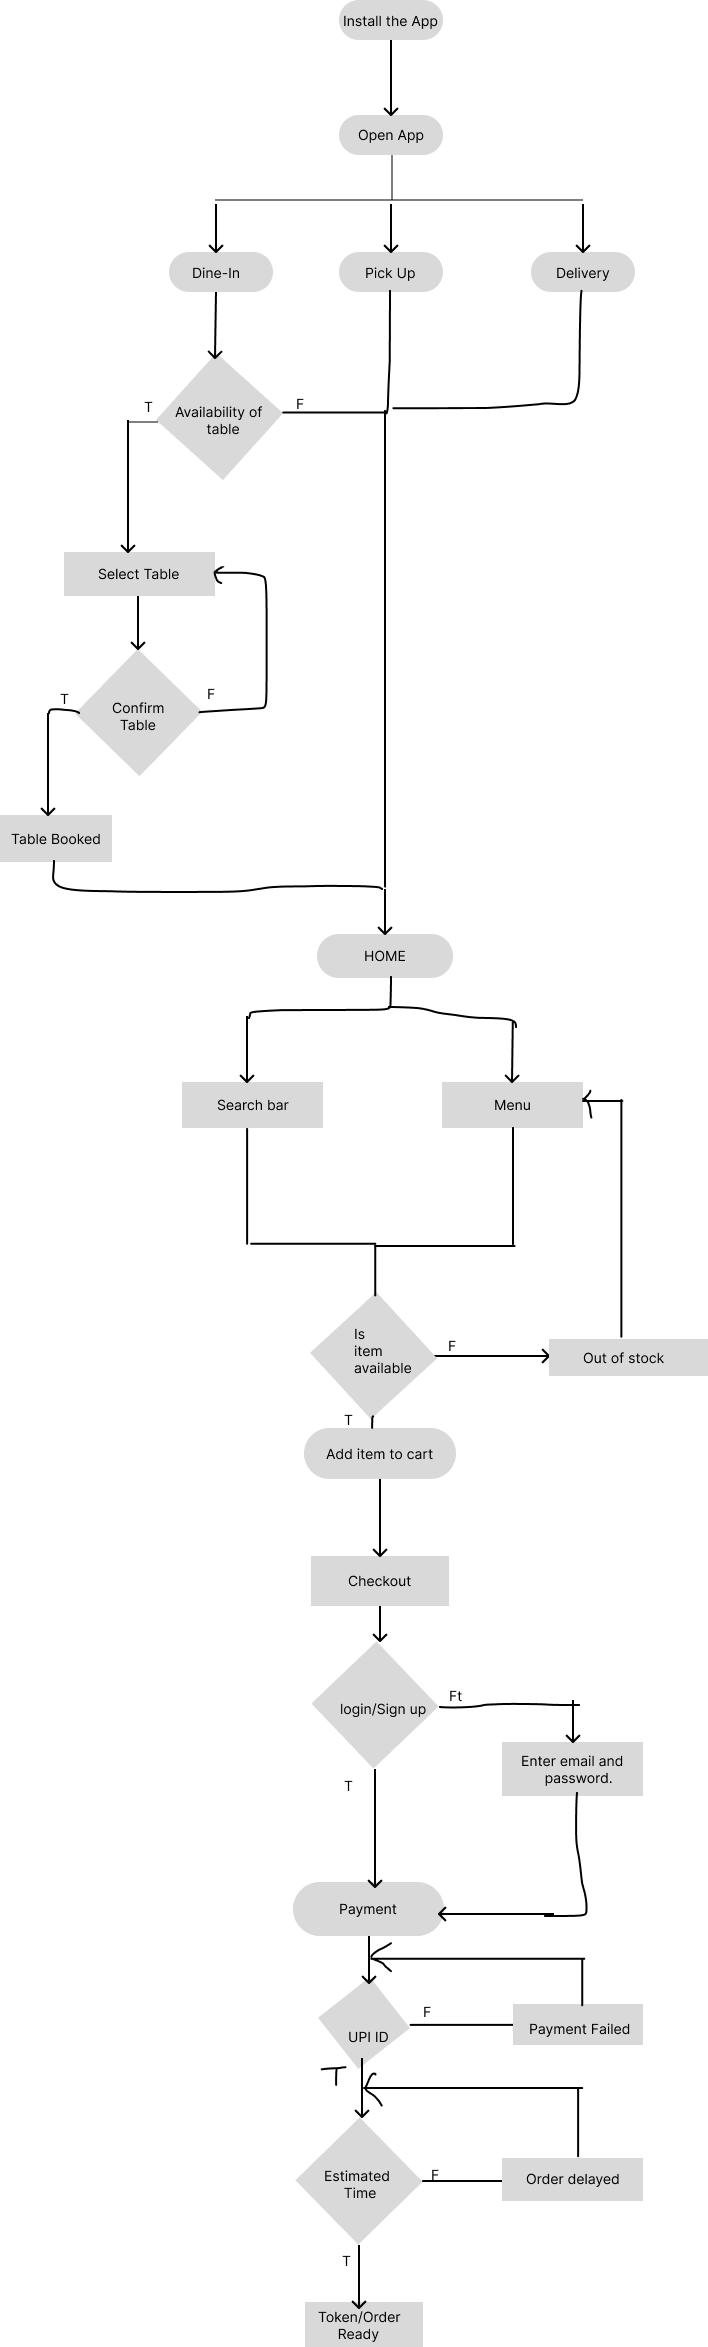 Install the App
Open App
Dine-In
Pick Up
Delivery
T
Availability of
table
F
Select Table
T
Confirm
Table
F
Table Booked
HOME
Search bar
Menu
Is
item
available
F
Out of stock
T
Add item to cart
Checkout
login/Sign up
Ft
Enter email and
password.
T
Payment
UPI ID
F
Payment Failed
T
Estimated
Time
F
Order delayed
T
Token/Order
Ready